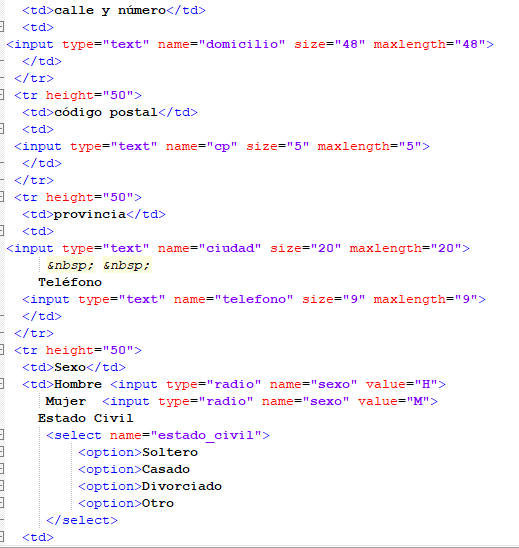 <td>calle y número</td>
<td>
<input type="text" name="domicilio" size="48" maxlength="48">
</td>
</tr>
<tr height="50">
<td>código postal</td>
<td>
<input type="text" name="cp" size="5" maxlength="5">
</td>
</tr>
<tr height="50">
<td>provincia</td>
<td>
<input type="text" name="ciudad" size="20" maxlength="20">
&nbsp; &nbsp;
Teléfono
<input type="text" name="telefono" size="9" maxlength="9">
</td>
</tr>
<tr height="50">
<td>Sexo</td>
<td>Hombre <input type="radio" name="sexo" value="H">
Mujer  <input type="radio" name="sexo" value="M">
Estado Civil
<select name="estado_civil">
<option>Soltero
<option>Casado
<option>Divorciado
<option>Otro
</select>
<td>